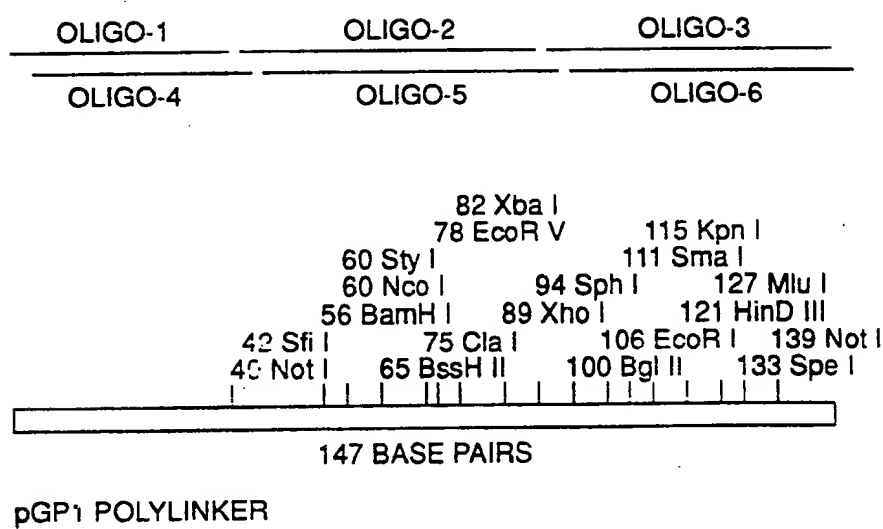 OLIGO-1 OLIGO-2 OLIGO-3
OLIGO-4 OLIGO-5 OLIGO-6
82 Xba I
78 EcoR V 115 Kpn I
60 Sty I 111 Sma I
60 Nco I 94 Sph I 127 Mlu I
56 BamH I 89 Xho I 121 HinD III
42 Sfi I 75 Cla I 106 EcoR I 139 Not I
Not I 65 BssH II 100 Bgl II 133 Spe I
147 BASE PAIRS
pGP1 POLYLINKER